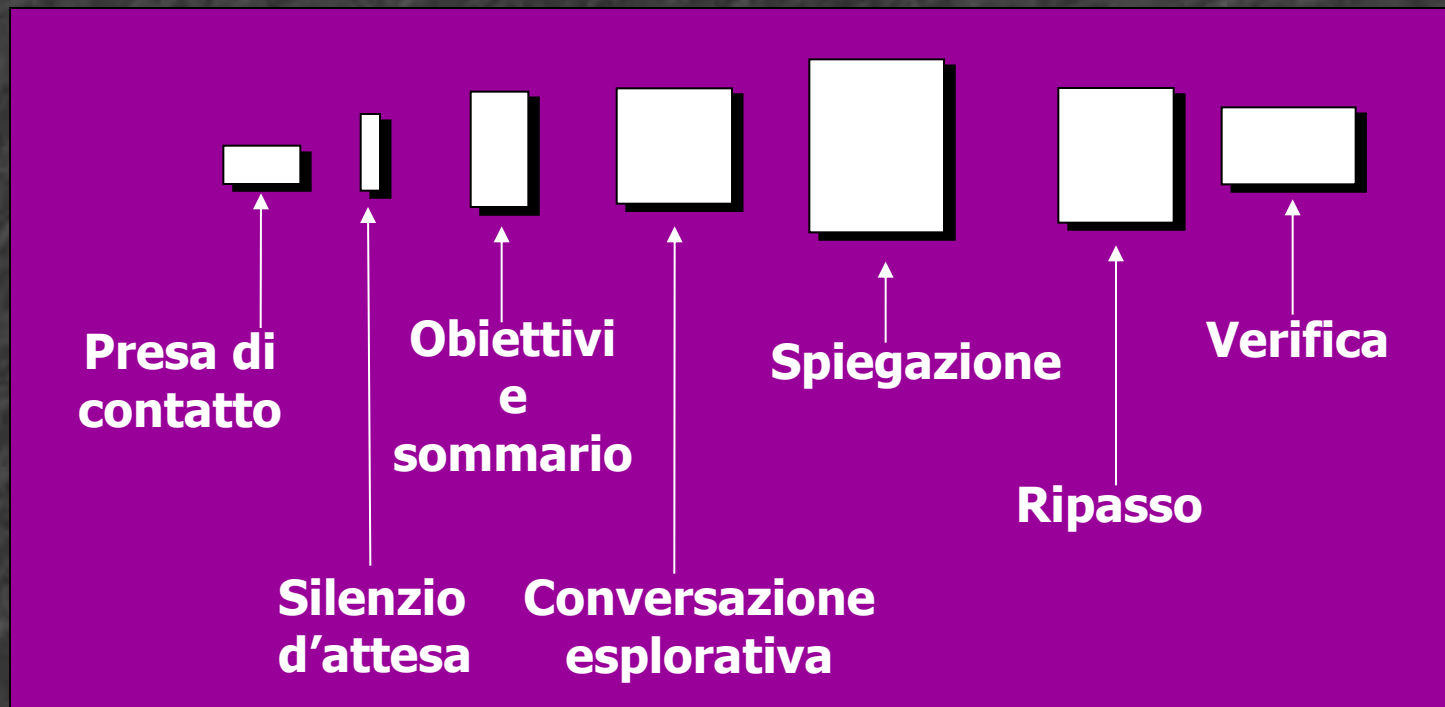 Presa di
contatto
Silenzio
d’attesa
Obiettivi
e
sommario
Conversazione
esplorativa
Spiegazione
Ripasso
Verifica